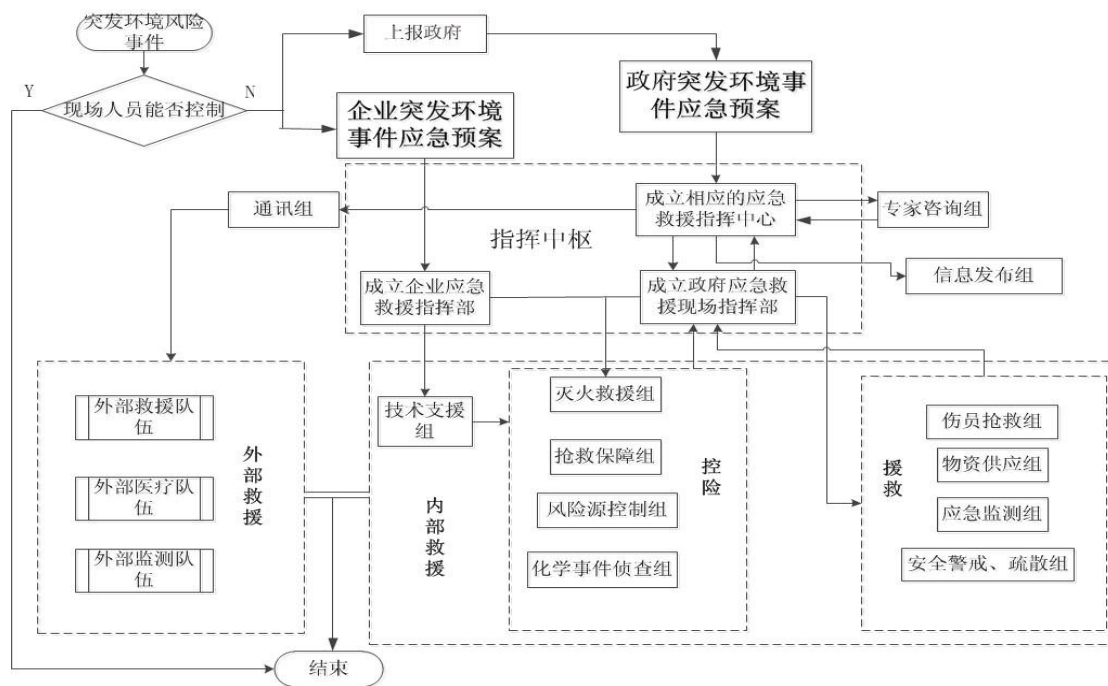 突发环境风险
事件
上报政府
Y
N
现场人员能否控制
企业突发环境
事件应急预案
政府突发环境事
件应急预案
通讯组
成立相应的应急
救援指挥中心
专家咨询组
指挥中枢
信息发布组
成立企业应急
救援指挥部
成立政府应急救
援现场指挥部
外部救援队
伍
外部医疗队
伍
外部监测队
伍
外部救援
技术支援
组
内部救援
灭火救援组
抢救保障组
风险源控制组
化学事件侦查组
控险
援救
伤员抢救组
物资供应组
应急监测组
安全警戒、疏散组
结束